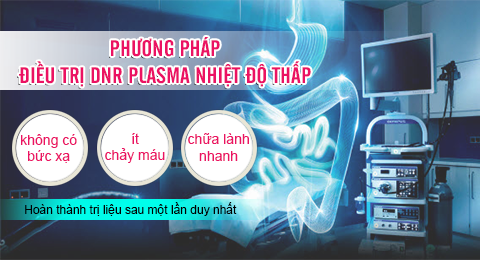 PHƯƠNG PHÁP
ĐIỀU TRỊ DNR PLASMA NHIỆT ĐỘ THẤP
không có
bức xạ
ít
chảy máu
chữa lành
nhanh
Hoàn thành trị liệu sau một lần duy nhất